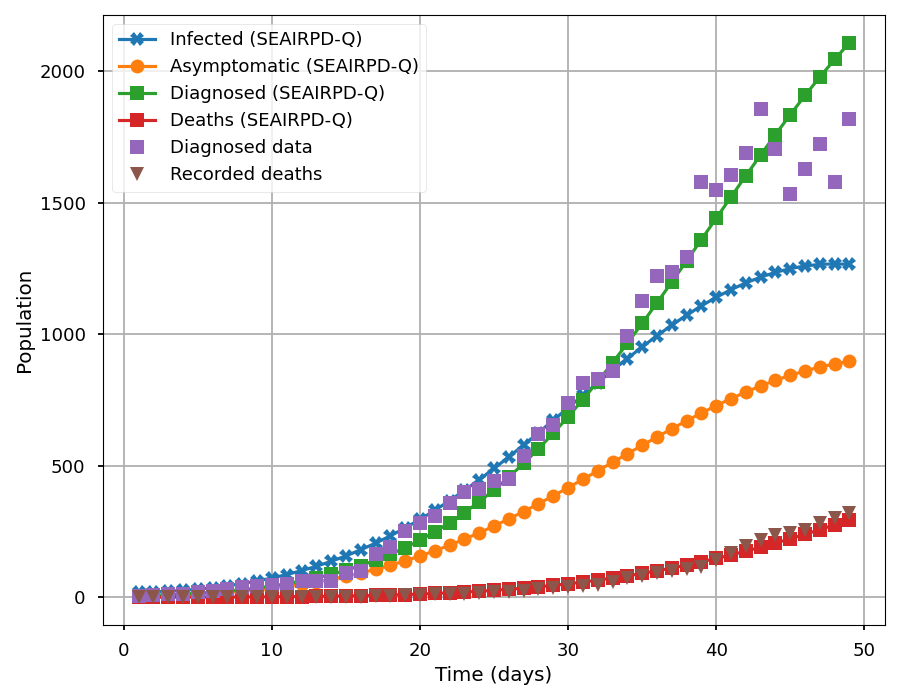 Infected (SEAIRPD-Q)
Asymptomatic (SEAIRPD-Q)
Diagnosed (SEAIRPD-Q)
Deaths (SEAIRPD-Q)
Diagnosed data
Recorded deaths
2000
1500
1000
500
0
Population
0 10 20 30 40 50
Time (days)